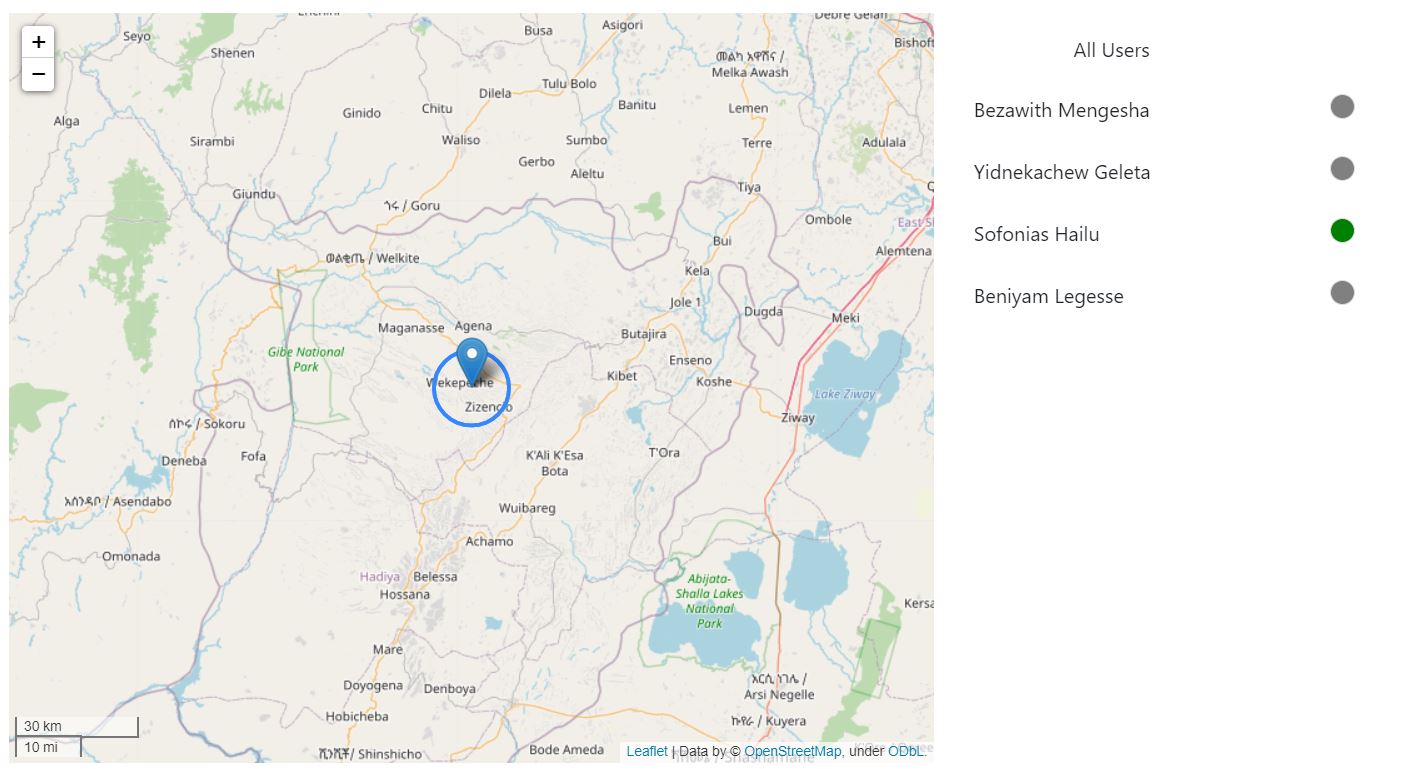 +
−
Seyo
Shenen
Busa
Asigori
Debre Gelan
Bishoft
መልካ አዋሽ /
Melka Awash
Tulu Bolo
Dilela
Banitu
Alga
Ginido
Chitu
Lemen
Sirambi
Waliso
Sumbo
Terre
Adulala
Gerbo
Aleltu
Giundu
Tiya
ጎሩ / Goru
Ombole
East S
Bui
Alemtena
ወልቂጤ / Welkite
Kela
Jole 1
Dugda
Meki
Maganasse
Agena
Butajira
Gibe National
Park
Enseno
Wekepeche
Kibet
Koshe
Lake Ziway
Zizencho
Ziway
ሰኮሩ / Sokoru
Deneba
Fofa
K'Ali K'Esa
Bota
T'Ora
አሰንዳቦ / Asendabo
Wuibareg
Achamo
Omonada
Hadiya
Belessa
Hossana
Abijata-
Shalla Lakes
National
Park
Kersa
Mare
Doyogena
Denboya
አርሲ ነገሌ /
Arsi Negelle
Hobicheba
ኩየራ / Kuyera
ሺንሺቾ / Shinshicho
Bode Ameda
30 km
10 mi
Leaflet | Data by © OpenStreetMap, under ODbL.
All Users
Bezawith Mengesha
Yidnekachew Geleta
Sofonias Hailu
Beniyam Legesse